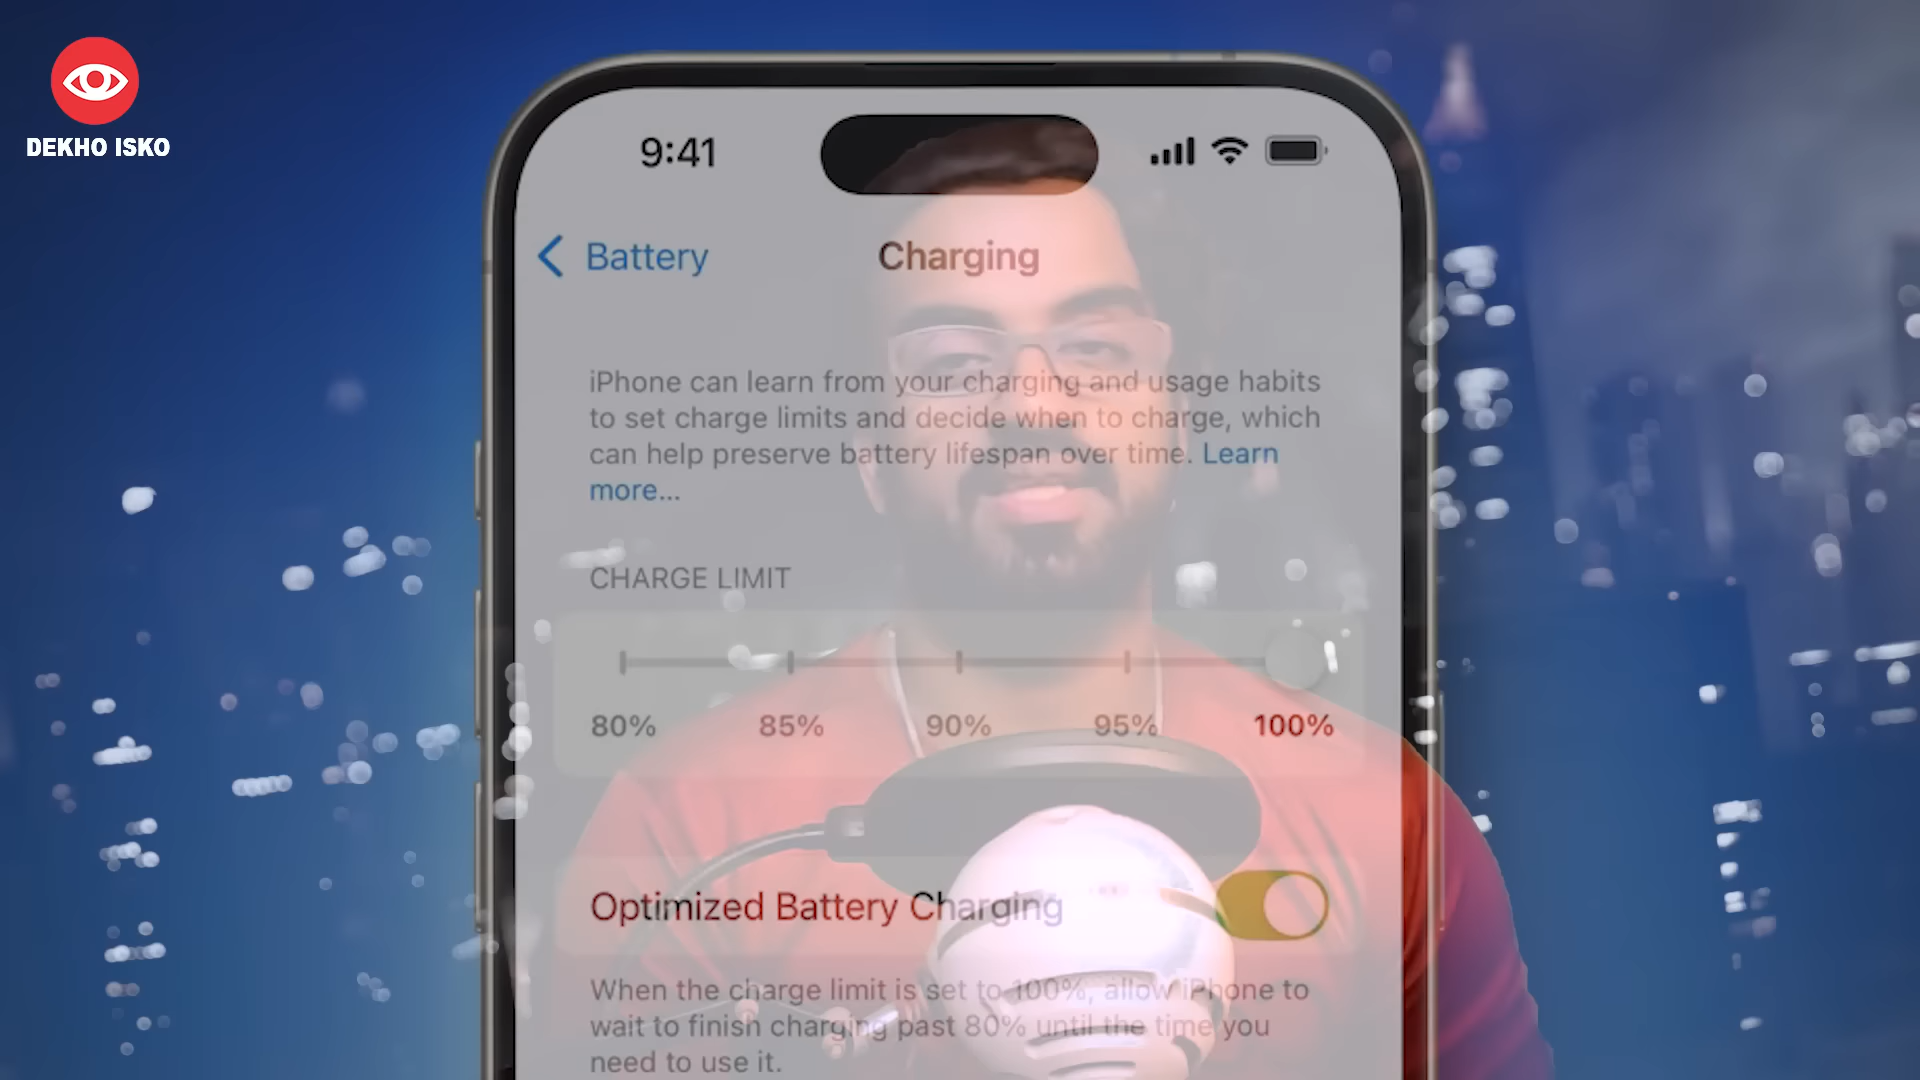 DEKHO ISKO
9:41
Battery
Charging
iPhone can learn from your charging and usage habits
to set charge limits and decide when to charge, which
can help preserve battery lifespan over time. Learn
more...
CHARGE LIMIT
80% 85% 90% 95% 100%
Optimized Battery Charging
When the charge limit is set to 100%, allow iPhone to
wait to finish charging past 80% until the time you
need to use it.